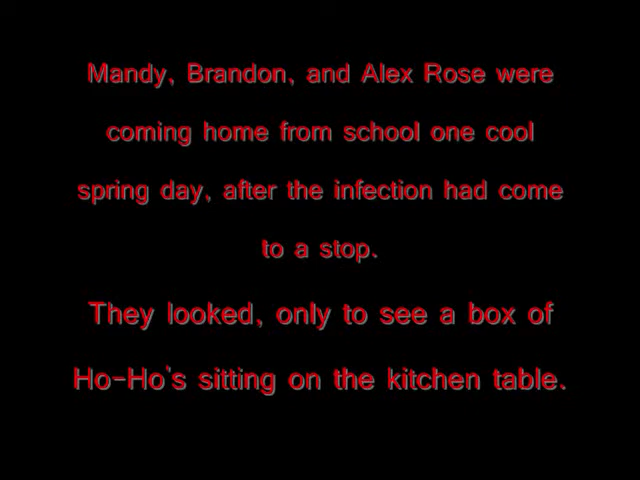 Mandy, Brandon, and Alex Rose were
coming home from school one cool
spring day, after the infection had come
to a stop.
They looked, only to see a box of
Ho-Ho's sitting on the kitchen table.